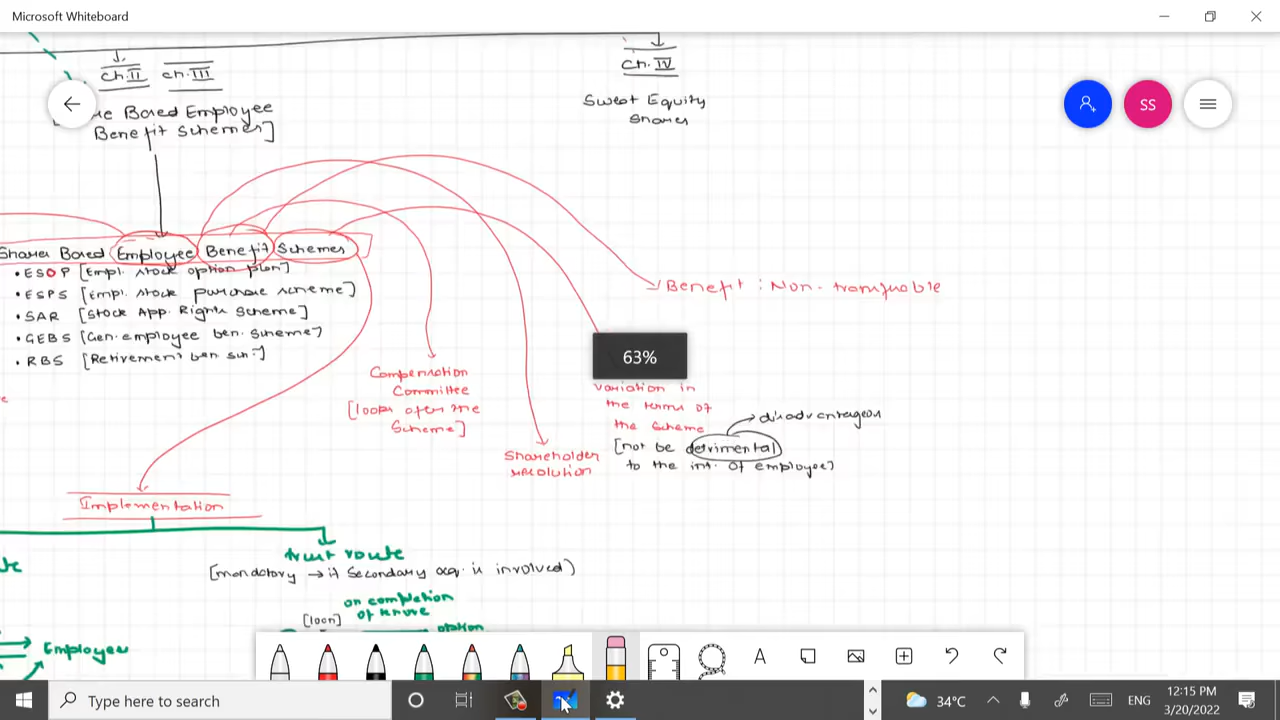 Microsoft Whiteboard
Ch. II ch. III
Ch. IV
Based Employee
Benefit Schemes]
Sweat Equity
Shares
SS
Shares Based Employee Benefit Schemes
• ESOP [Empl. stock option plan]
• ESPS [Empl. stock purchase scheme]
• SAR [Stock App. Rights Scheme]
• GEBS [Gen. employee ben. scheme]
• RBS [Retirement ben. sch.]
Benefit : Non-transferable
63%
Compensation
Committee
[looks after the
Scheme]
variation in
the terms of
the scheme
disadvantageous
[not be detrimental
to the int. of employee]
Shareholder
resolution
Implementation
trust route
[mandatory → if Secondary acq. is involved]
on completion
of tenure
[loan]
option
Employees
Type here to search
34°C
ENG
12:15 PM
3/20/2022